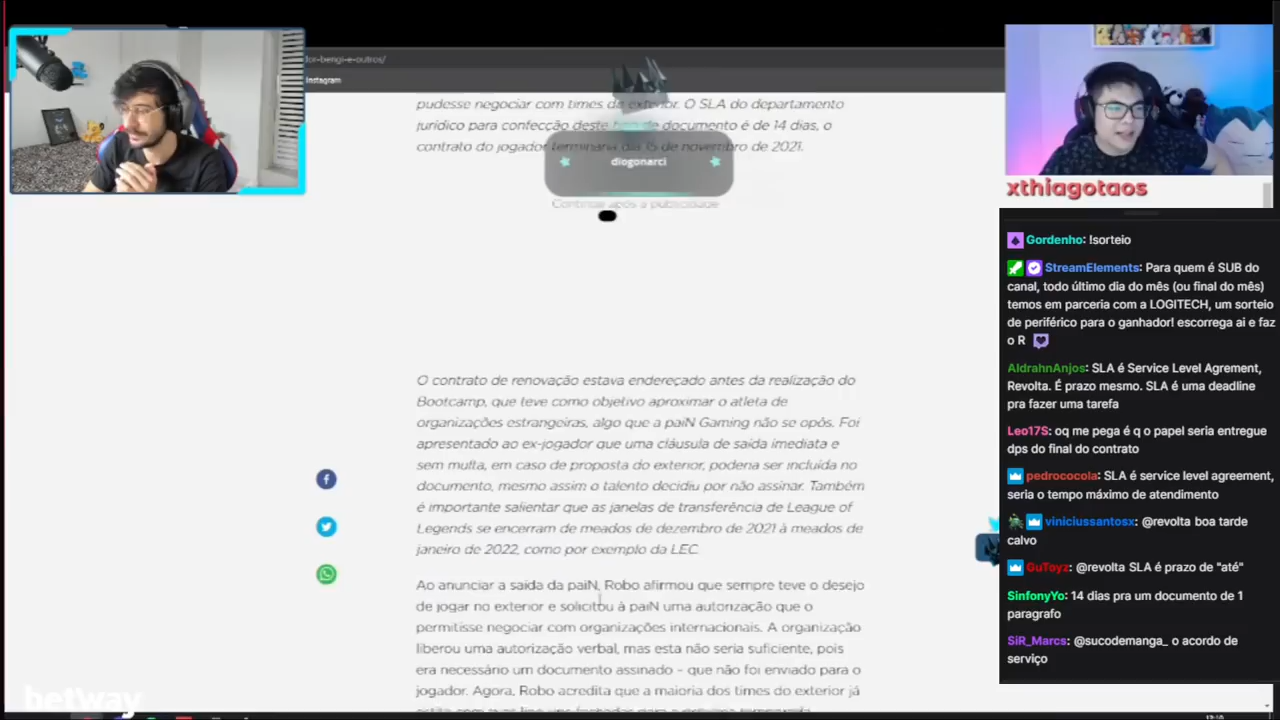 lor-bengi-e-outros/
Instagram
pudesse negociar com times do exterior. O SLA do departamento
jurídico para confecção deste tipo de documento é de 14 dias, o
contrato do jogador terminaria dia 15 de novembro de 2021.
diogonarci
Continua após a publicidade
O contrato de renovação estava endereçado antes da realização do
Bootcamp, que teve como objetivo aproximar o atleta de
organizações estrangeiras, algo que a paiN Gaming não se opôs. Foi
apresentado ao ex-jogador que uma cláusula de saída imediata e
sem multa, em caso de proposta do exterior, poderia ser incluída no
documento, mesmo assim o talento decidiu por não assinar. Também
é importante salientar que as janelas de transferência de League of
Legends se encerram de meados de dezembro de 2021 à meados de
janeiro de 2022, como por exemplo da LEC.
Ao anunciar a saída da paiN, Robo afirmou que sempre teve o desejo
de jogar no exterior e solicitou à paiN uma autorização que o
permitisse negociar com organizações internacionais. A organização
liberou uma autorização verbal, mas esta não seria suficiente, pois
era necessário um documento assinado - que não foi enviado para o
jogador. Agora, Robo acredita que a maioria dos times do exterior já
betway
xthiagotaos
Gordenho: !sorteio
StreamElements: Para quem é SUB do
canal, todo último dia do mês (ou final do mês)
temos em parceria com a LOGITECH, um sorteio
de periférico para o ganhador! escorrega ai e faz
o R
AldrahnAnjos: SLA é Service Level Agrement,
Revolta. É prazo mesmo. SLA é uma deadline
pra fazer uma tarefa
Leo17S: oq me pega é q o papel seria entregue
dps do final do contrato
pedrococola: SLA é service level agreement,
seria o tempo máximo de atendimento
viniciussantosx: @revolta boa tarde
calvo
GuToyz: @revolta SLA é prazo de "até"
SinfonyYo: 14 dias pra um documento de 1
paragrafo
SiR_Marcs: @sucodemanga_ o acordo de
serviço